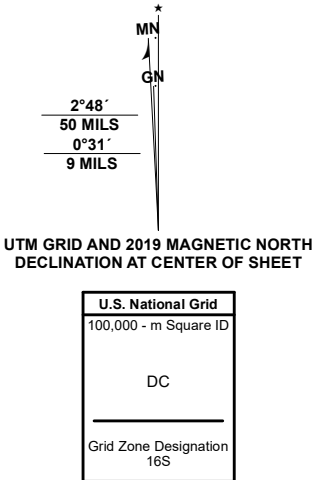 MN
GN
2°48´
50 MILS
0°31´
9 MILS
UTM GRID AND 2019 MAGNETIC NORTH
DECLINATION AT CENTER OF SHEET
U.S. National Grid
100,000 - m Square ID
DC
Grid Zone Designation
16S